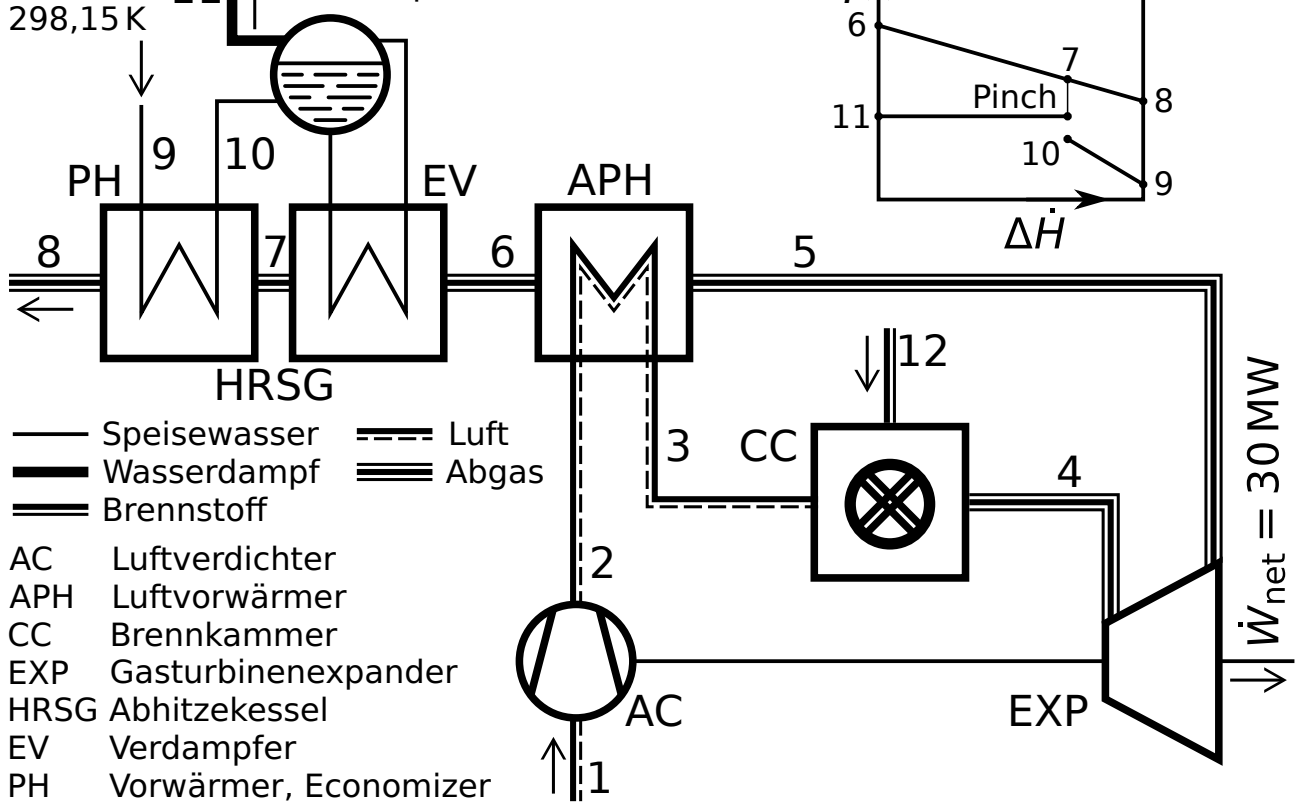 298,15 K
6
7
Pinch
8
11
10
9
ΔḢ
9
10
PH
EV
APH
8
7
6
5
HRSG
12
Speisewasser
Luft
Wasserdampf
Abgas
Brennstoff
3
CC
4
AC Luftverdichter
APH Luftvorwärmer
CC Brennkammer
EXP Gasturbinenexpander
HRSG Abhitzekessel
EV Verdampfer
PH Vorwärmer, Economizer
2
AC
EXP
1
Ẇnet = 30 MW